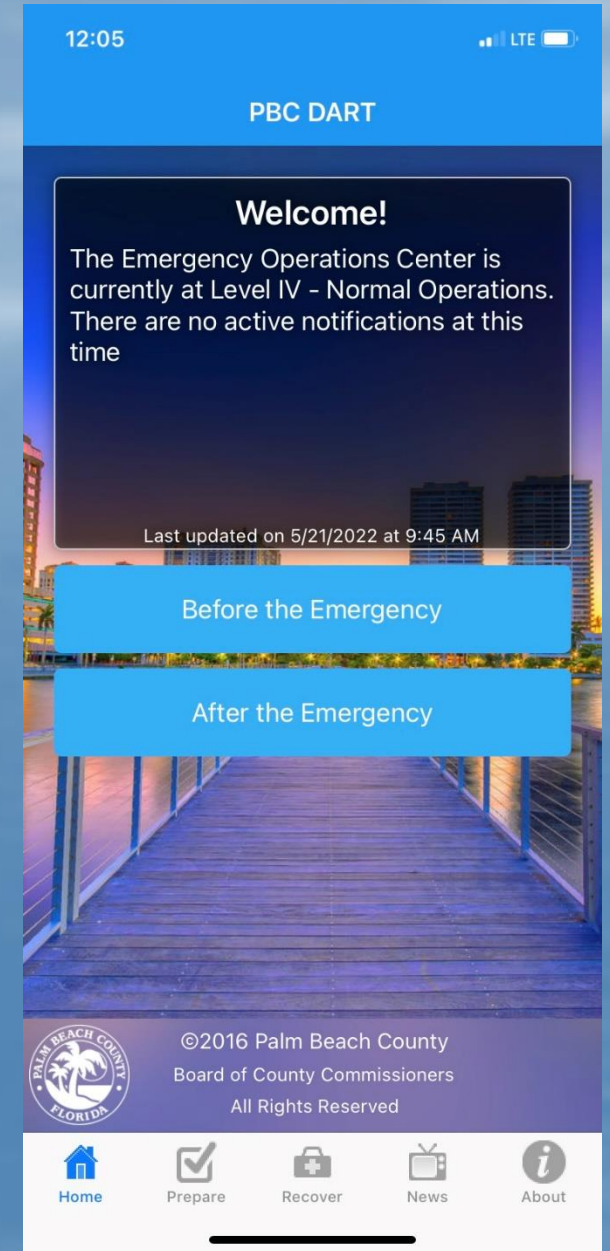 12:05
LTE
PBC DART
Welcome!
The Emergency Operations Center is
currently at Level IV - Normal Operations.
There are no active notifications at this
time
Last updated on 5/21/2022 at 9:45 AM
Before the Emergency
After the Emergency
PALM BEACH COUNTY
FLORIDA
©2016 Palm Beach County
Board of County Commissioners
All Rights Reserved
Home
Prepare
Recover
News
About